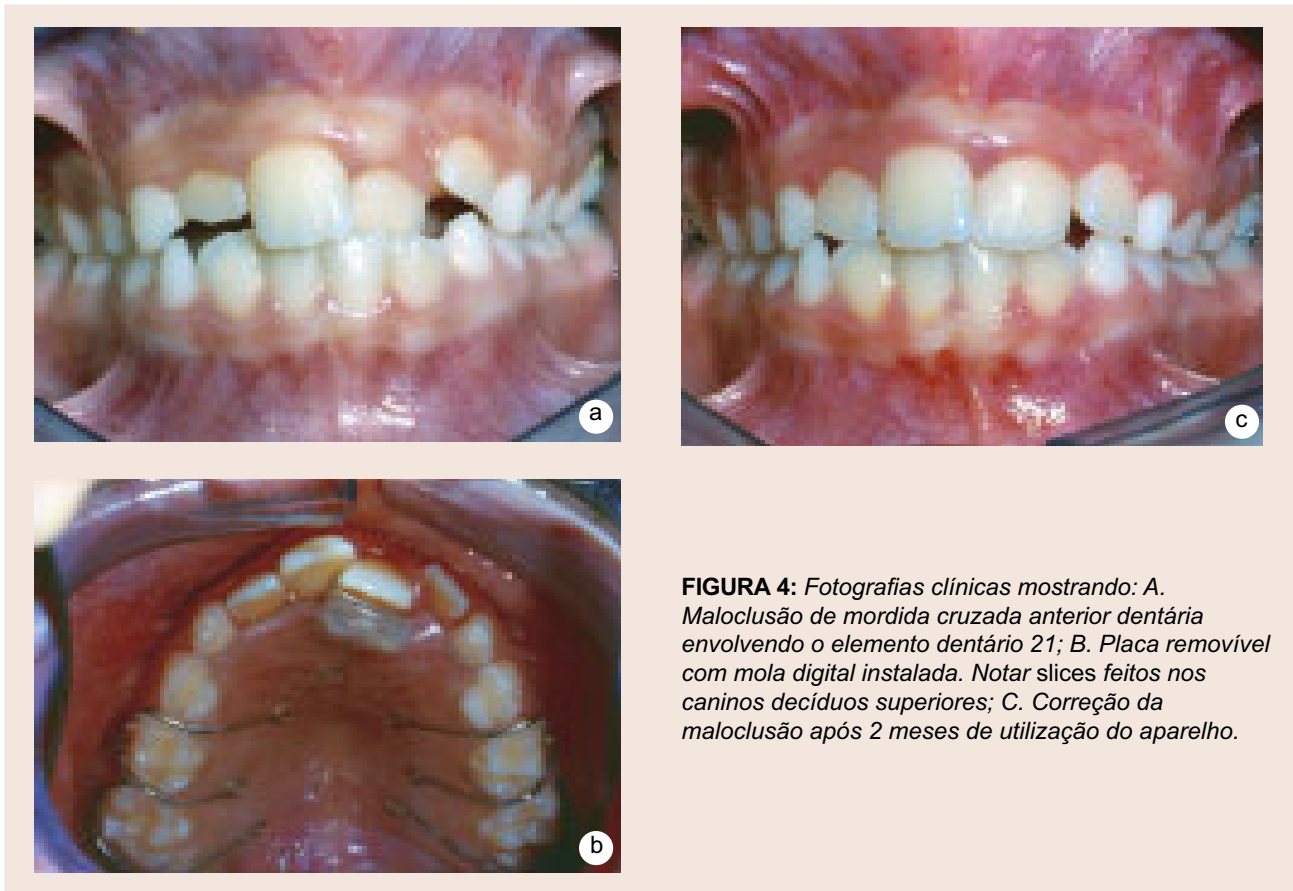 a
c
b
FIGURA 4: Fotografias clínicas mostrando: A.
Maloclusão de mordida cruzada anterior dentária
envolvendo o elemento dentário 21; B. Placa removível
com mola digital instalada. Notar slices feitos nos
caninos decíduos superiores; C. Correção da
maloclusão após 2 meses de utilização do aparelho.